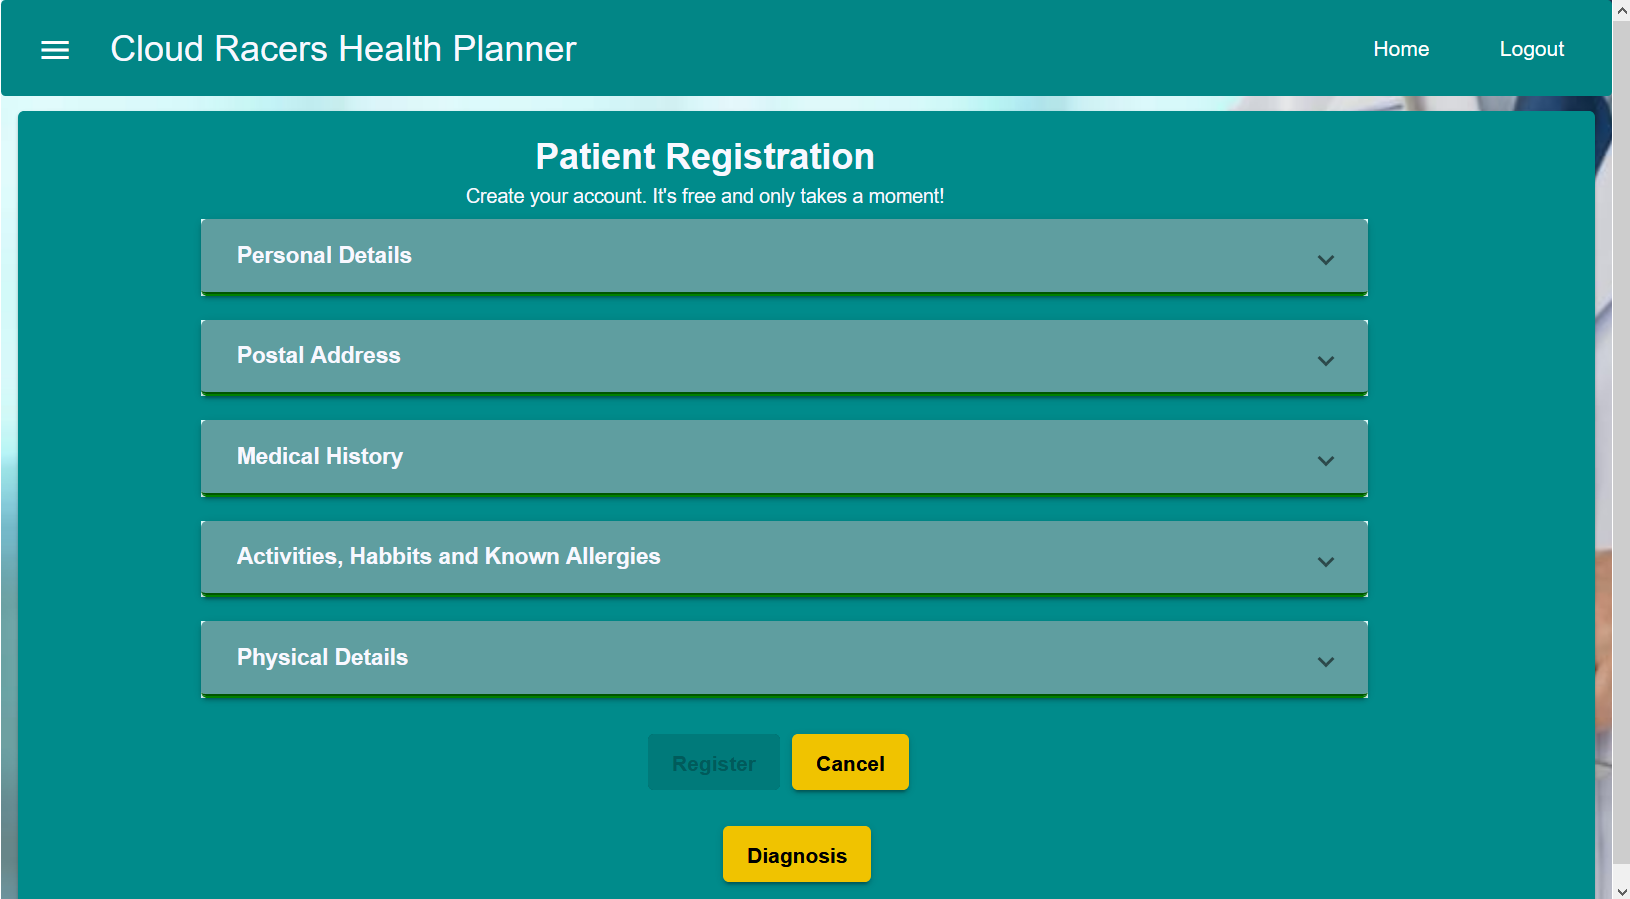 Cloud Racers Health Planner
Home
Logout
Patient Registration
Create your account. It's free and only takes a moment!
Personal Details
Postal Address
Medical History
Activities, Habbits and Known Allergies
Physical Details
Register
Cancel
Diagnosis